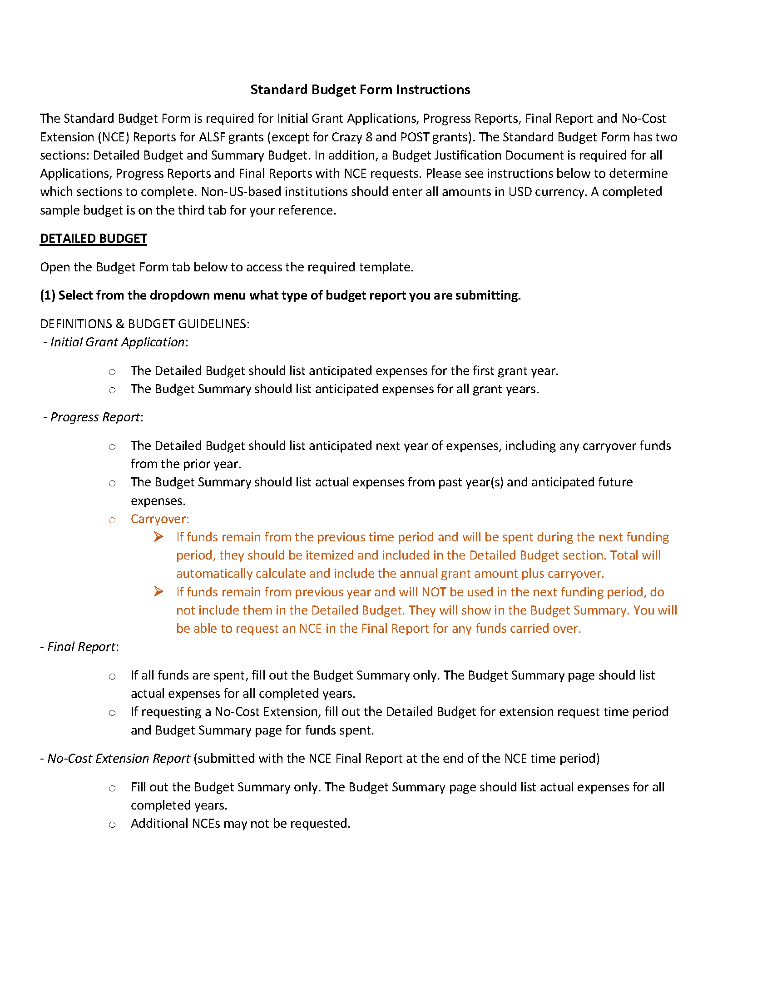 Standard Budget Form Instructions
The Standard Budget Form is required for Initial Grant Applications, Progress Reports, Final Report and No-Cost
Extension (NCE) Reports for ALSF grants (except for Crazy 8 and POST grants). The Standard Budget Form has two
sections: Detailed Budget and Summary Budget. In addition, a Budget Justification Document is required for all
Applications, Progress Reports and Final Reports with NCE requests. Please see instructions below to determine
which sections to complete. Non-US-based institutions should enter all amounts in USD currency. A completed
sample budget is on the third tab for your reference.
DETAILED BUDGET
Open the Budget Form tab below to access the required template.
(1) Select from the dropdown menu what type of budget report you are submitting.
DEFINITIONS & BUDGET GUIDELINES:
- Initial Grant Application:
o The Detailed Budget should list anticipated expenses for the first grant year.
o The Budget Summary should list anticipated expenses for all grant years.
- Progress Report:
o The Detailed Budget should list anticipated next year of expenses, including any carryover funds
from the prior year.
o The Budget Summary should list actual expenses from past year(s) and anticipated future
expenses.
o Carryover:
➢ If funds remain from the previous time period and will be spent during the next funding
period, they should be itemized and included in the Detailed Budget section. Total will
automatically calculate and include the annual grant amount plus carryover.
➢ If funds remain from previous year and will NOT be used in the next funding period, do
not include them in the Detailed Budget. They will show in the Budget Summary. You will
be able to request an NCE in the Final Report for any funds carried over.
- Final Report:
o If all funds are spent, fill out the Budget Summary only. The Budget Summary page should list
actual expenses for all completed years.
o If requesting a No-Cost Extension, fill out the Detailed Budget for extension request time period
and Budget Summary page for funds spent.
- No-Cost Extension Report (submitted with the NCE Final Report at the end of the NCE time period)
o Fill out the Budget Summary only. The Budget Summary page should list actual expenses for all
completed years.
o Additional NCEs may not be requested.